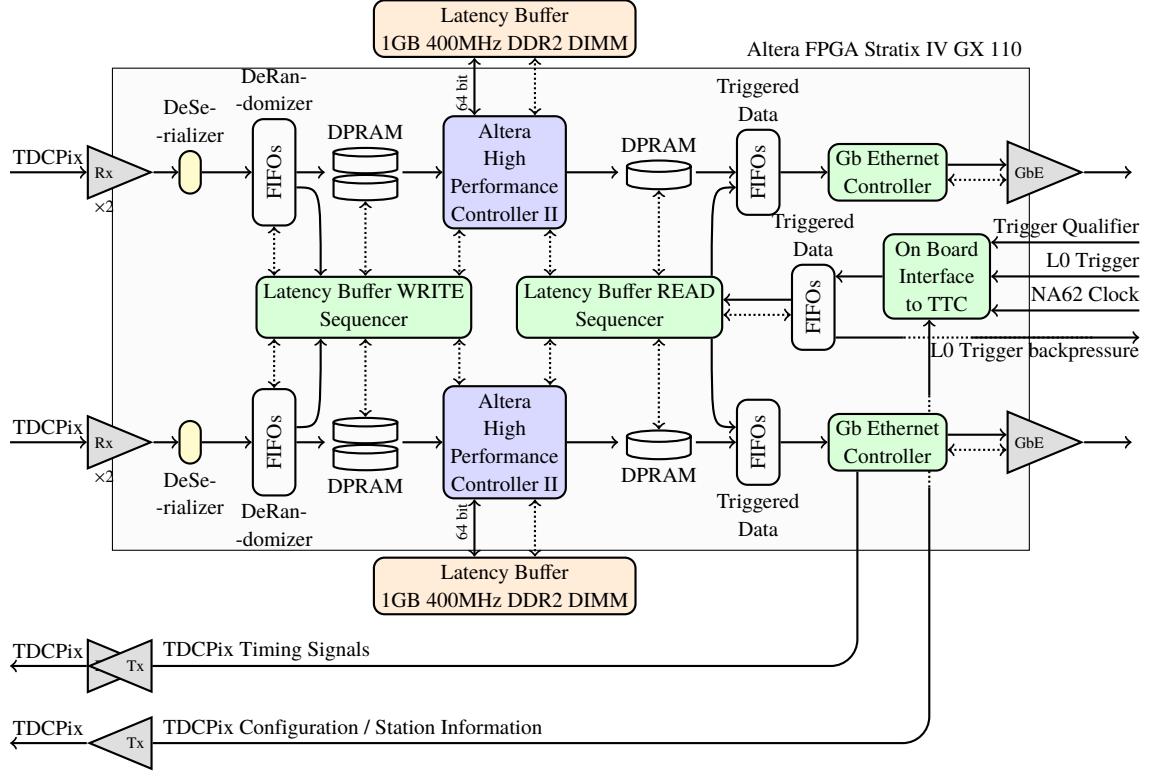 Latency Buffer
1GB 400MHz DDR2 DIMM
Altera FPGA Stratix IV GX 110
64 bit
DeRan-
-domizer
DeSe-
-rializer
DPRAM
Altera
High
Performance
Controller II
DPRAM
Triggered
Data
TDCPix
Rx
×2
FIFOs
FIFOs
Gb Ethernet
Controller
GbE
Triggered
Data
Trigger Qualifier
L0 Trigger
NA62 Clock
On Board
Interface
to TTC
Latency Buffer WRITE
Sequencer
Latency Buffer READ
Sequencer
FIFOs
L0 Trigger backpressure
TDCPix
Rx
×2
DeSe-
-rializer
FIFOs
DeRan-
-domizer
DPRAM
Altera
High
Performance
Controller II
DPRAM
FIFOs
Triggered
Data
Gb Ethernet
Controller
GbE
64 bit
Latency Buffer
1GB 400MHz DDR2 DIMM
TDCPix
Tx
TDCPix Timing Signals
TDCPix
Tx
TDCPix Configuration / Station Information